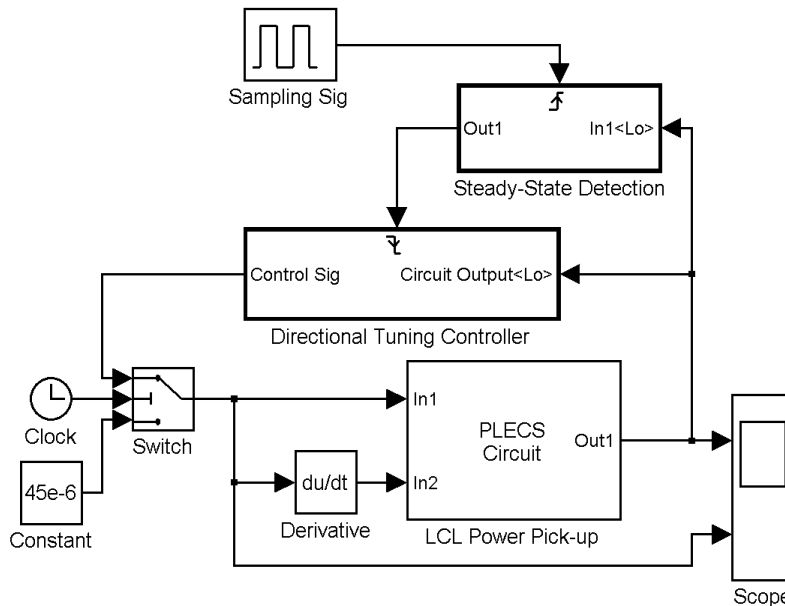 Sampling Sig
Out1
In1<Lo>
Steady-State Detection
Control Sig
Circuit Output<Lo>
Directional Tuning Controller
Clock
Switch
45e-6
Constant
In1
In2
PLECS
Circuit
Out1
du/dt
Derivative
LCL Power Pick-up
Scope